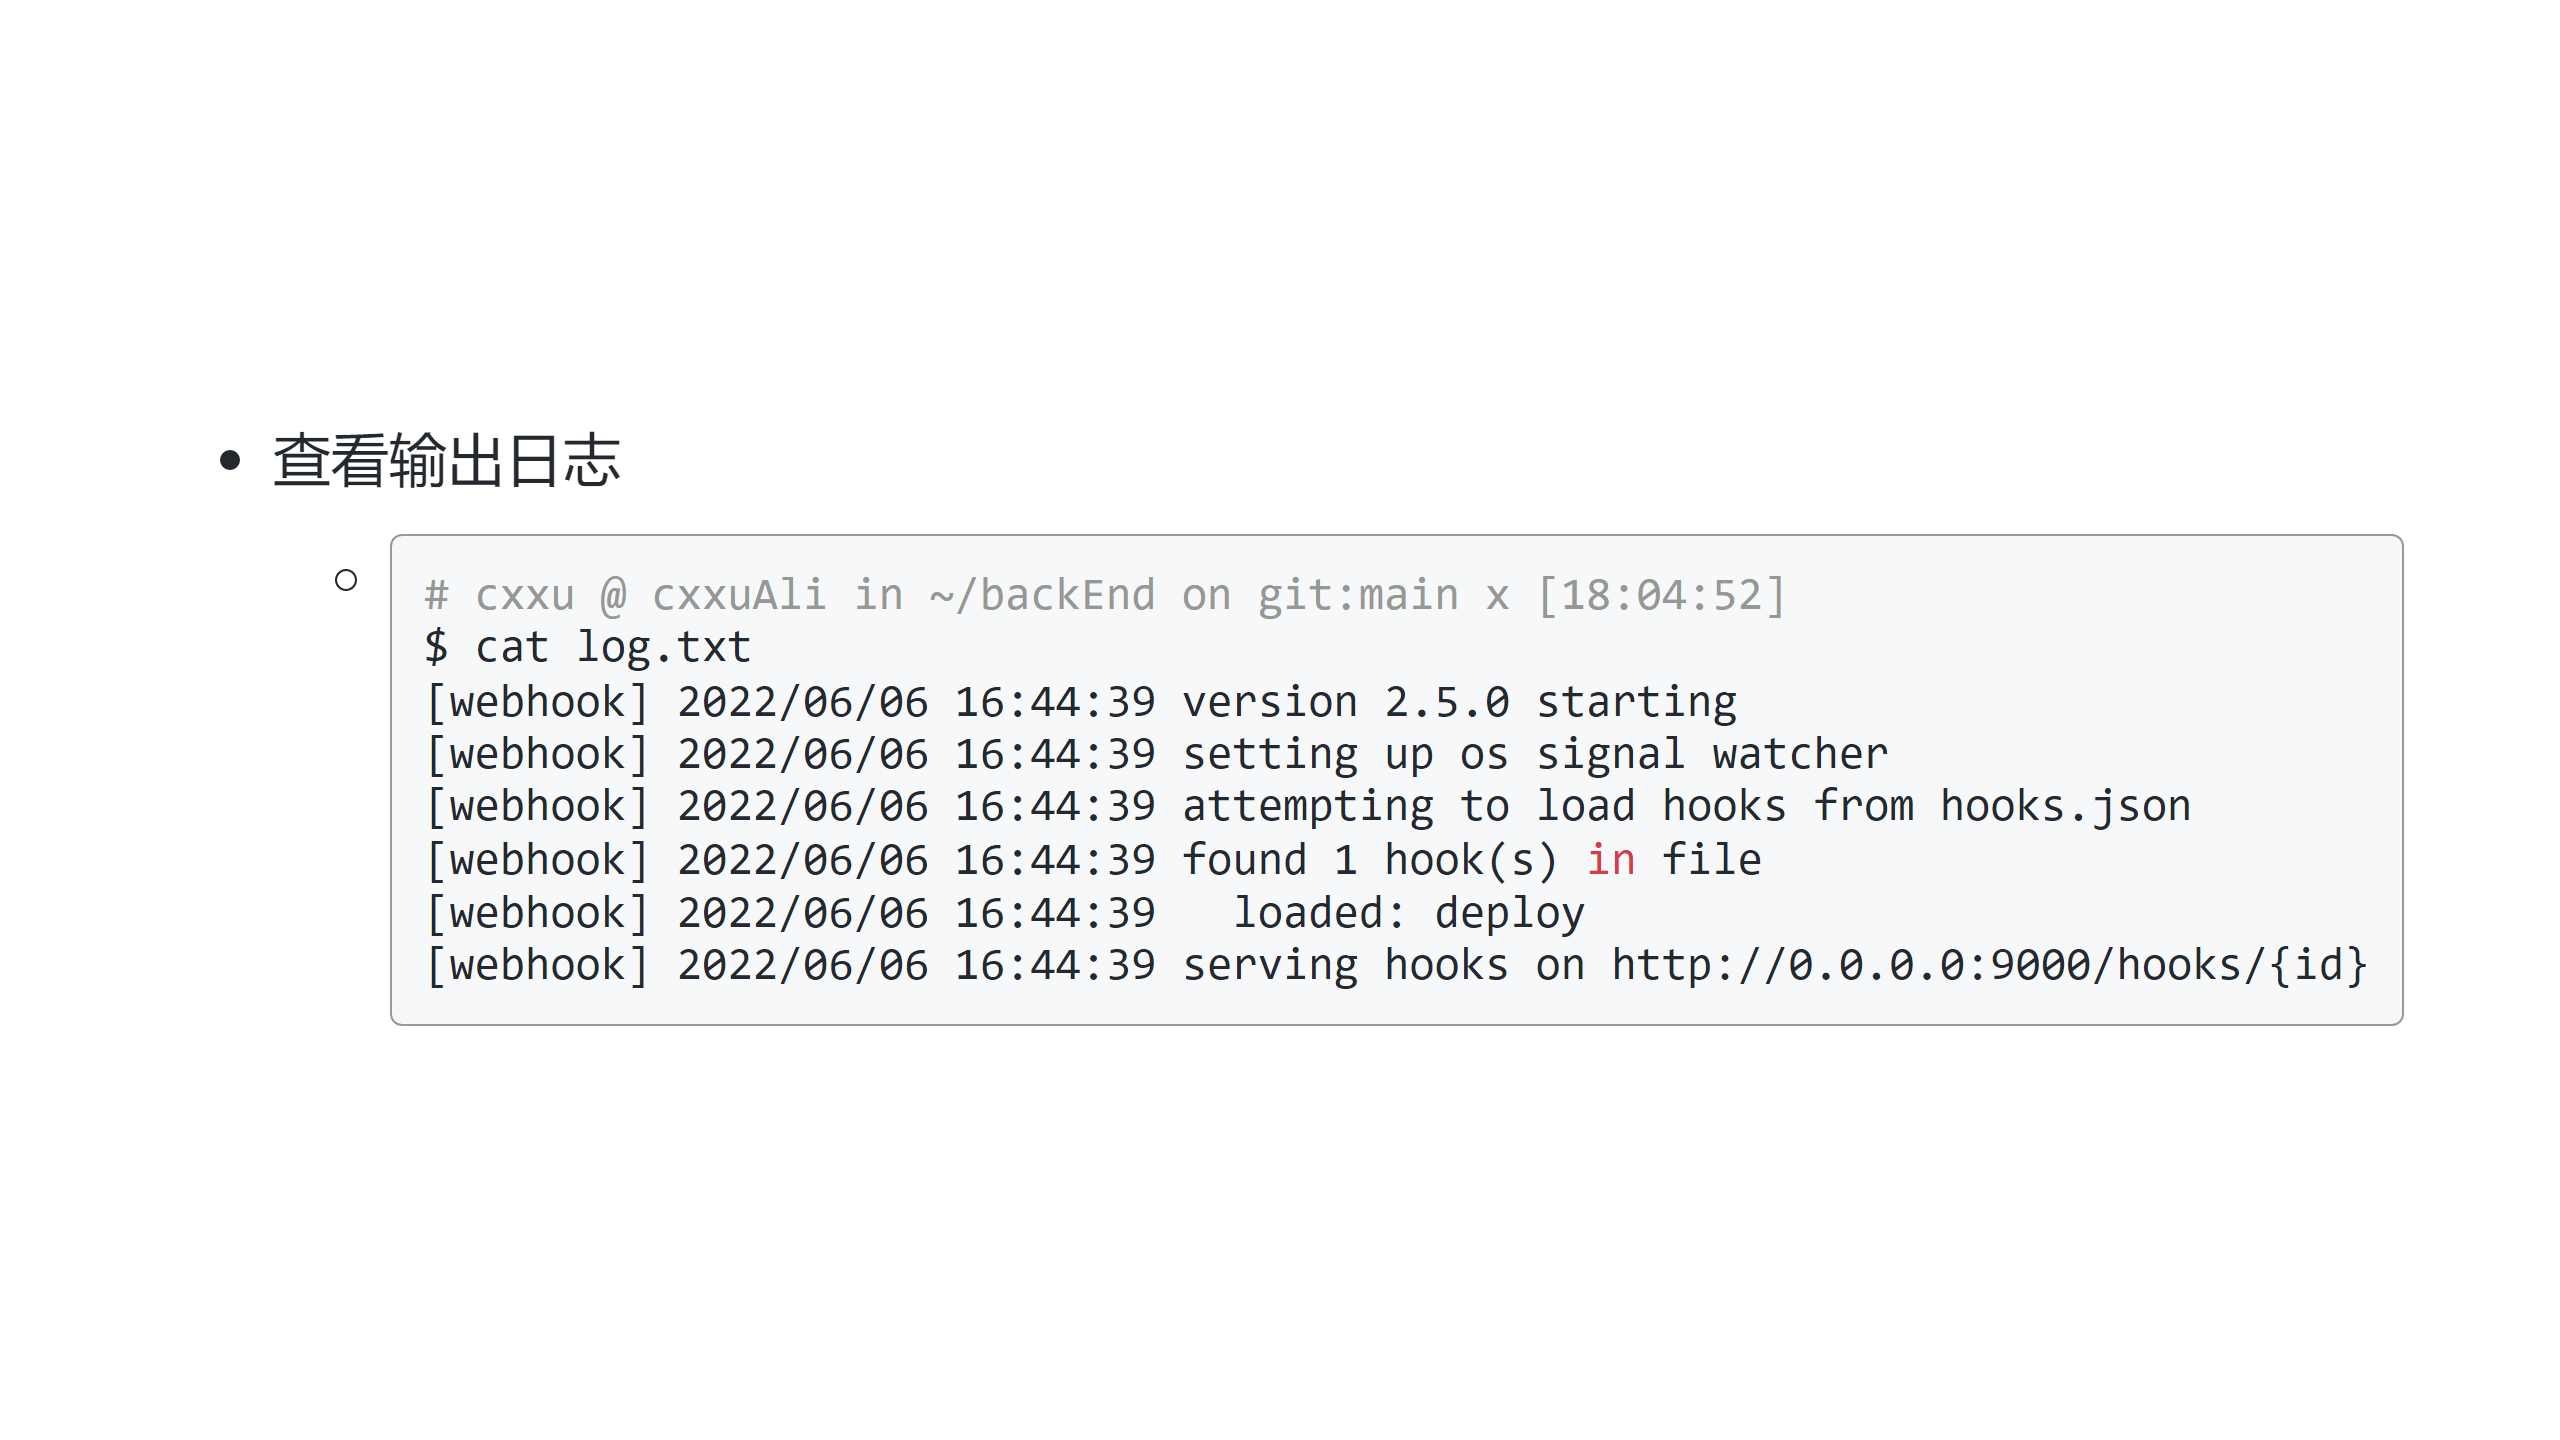 查看输出日志
# cxxu @ cxxuAli in ~/backEnd on git:main x [18:04:52]
$ cat log.txt
[webhook] 2022/06/06 16:44:39 version 2.5.0 starting
[webhook] 2022/06/06 16:44:39 setting up os signal watcher
[webhook] 2022/06/06 16:44:39 attempting to load hooks from hooks.json
[webhook] 2022/06/06 16:44:39 found 1 hook(s) in file
[webhook] 2022/06/06 16:44:39   loaded: deploy
[webhook] 2022/06/06 16:44:39 serving hooks on http://0.0.0.0:9000/hooks/{id}